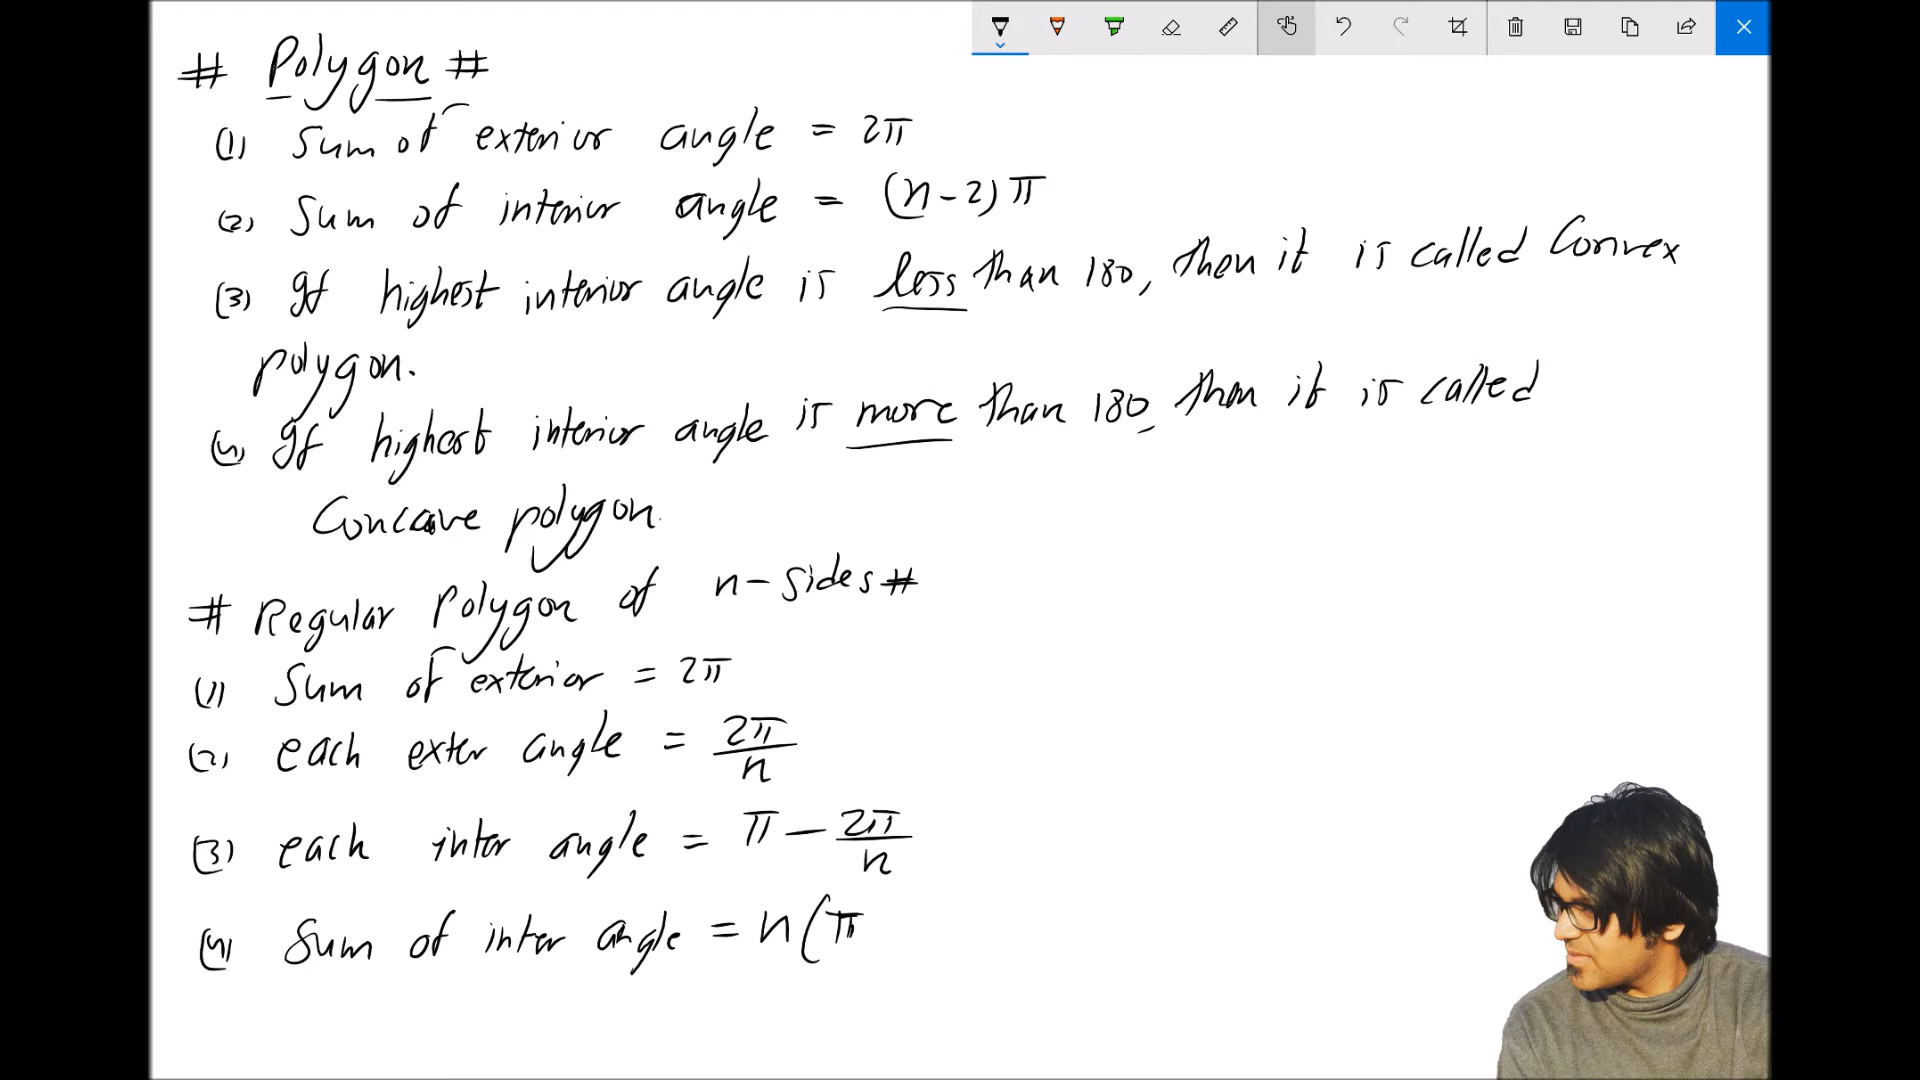 # Polygon #
(1) Sum of exterior angle = 2π
(2) Sum of interior angle = (n-2)π
(3) If highest interior angle is less than 180, then it is called Convex
polygon.
(4) If highest interior angle is more than 180 then it is called
Concave polygon.
# Regular Polygon of n-sides #
(1) Sum of exterior = 2π
(2) each exter angle = 2π/n
(3) each inter angle = π - 2π/n
(4) Sum of inter angle = n(π